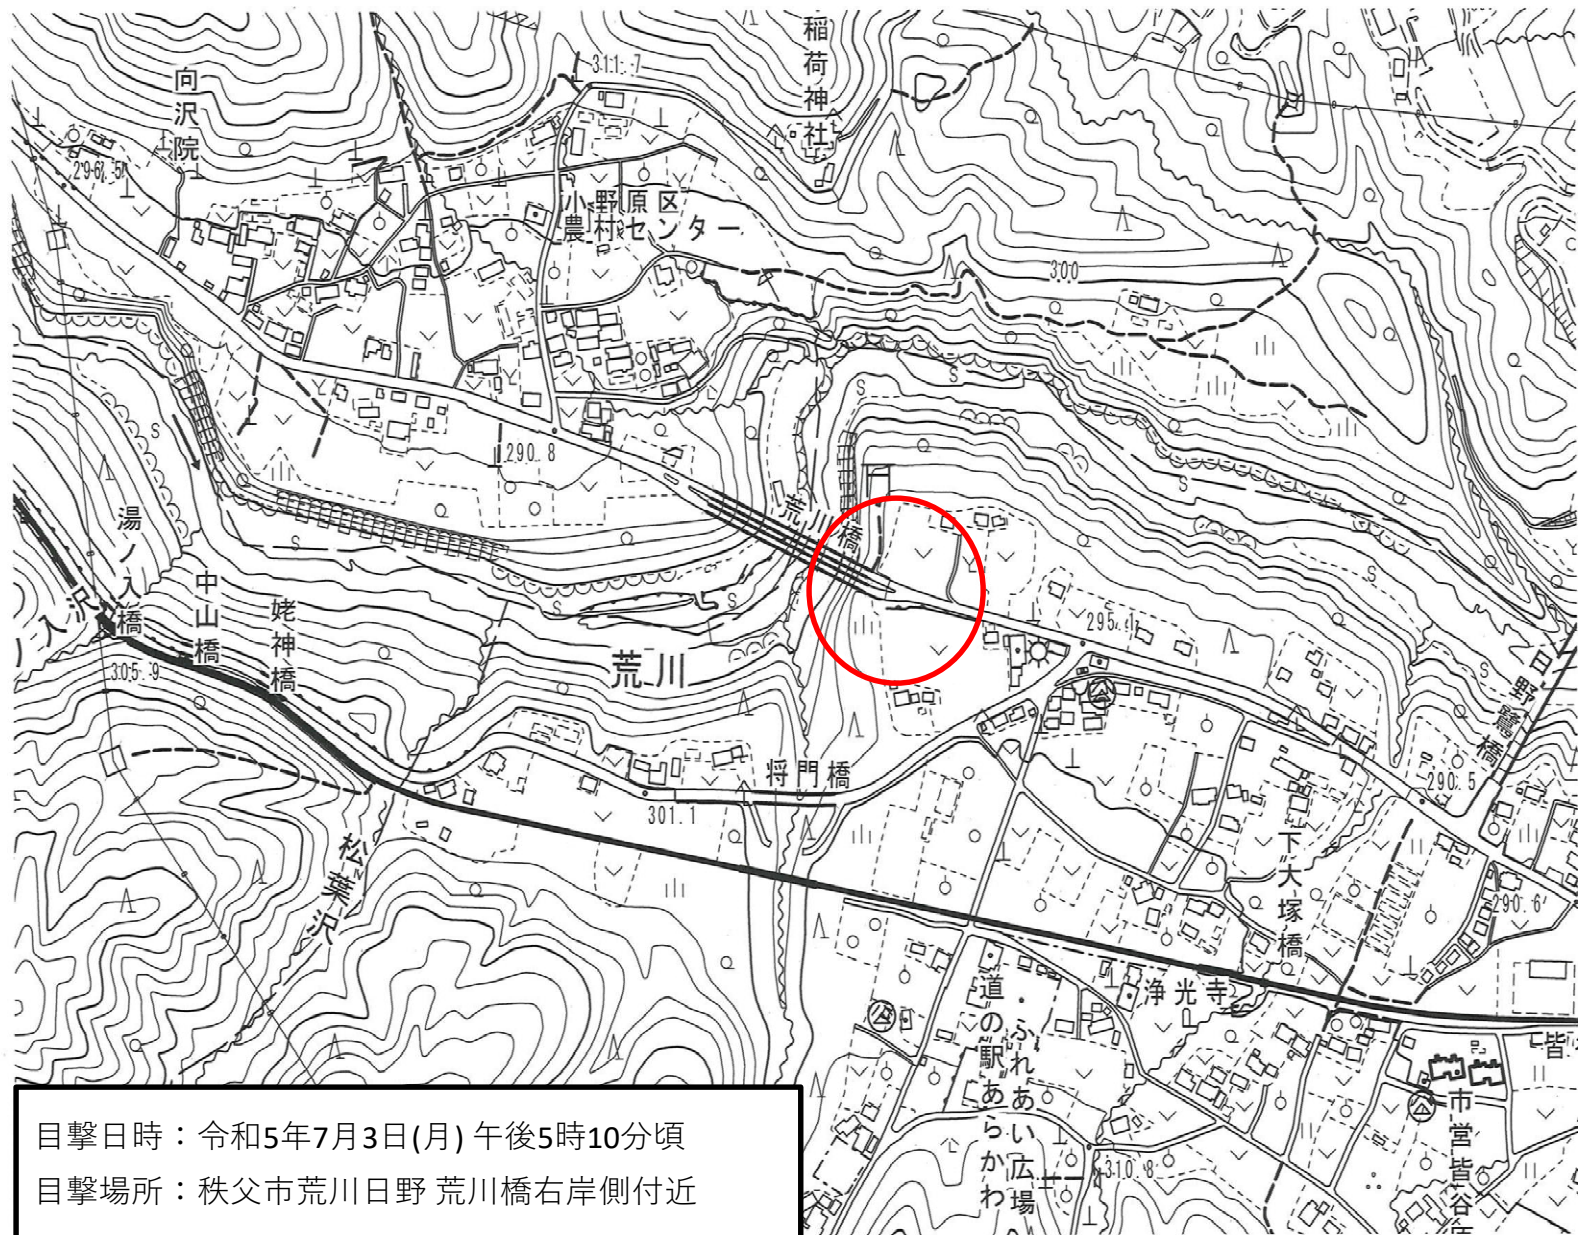 稲荷神社
311.7
向沢院
296.5
小野原区
農村センター
300
290.8
荒川橋
湯ノ入橋
中山橋
姥神橋
入沢
305.9
荒川
295.1
野鷺橋
290.5
将門橋
301.1
松葉沢
下大塚橋
290.6
浄光寺
道の駅あらかわ
・ふれあい広場
310.8
皆
市営皆谷原
目撃日時：令和5年7月3日(月) 午後5時10分頃
目撃場所：秩父市荒川日野 荒川橋右岸側付近